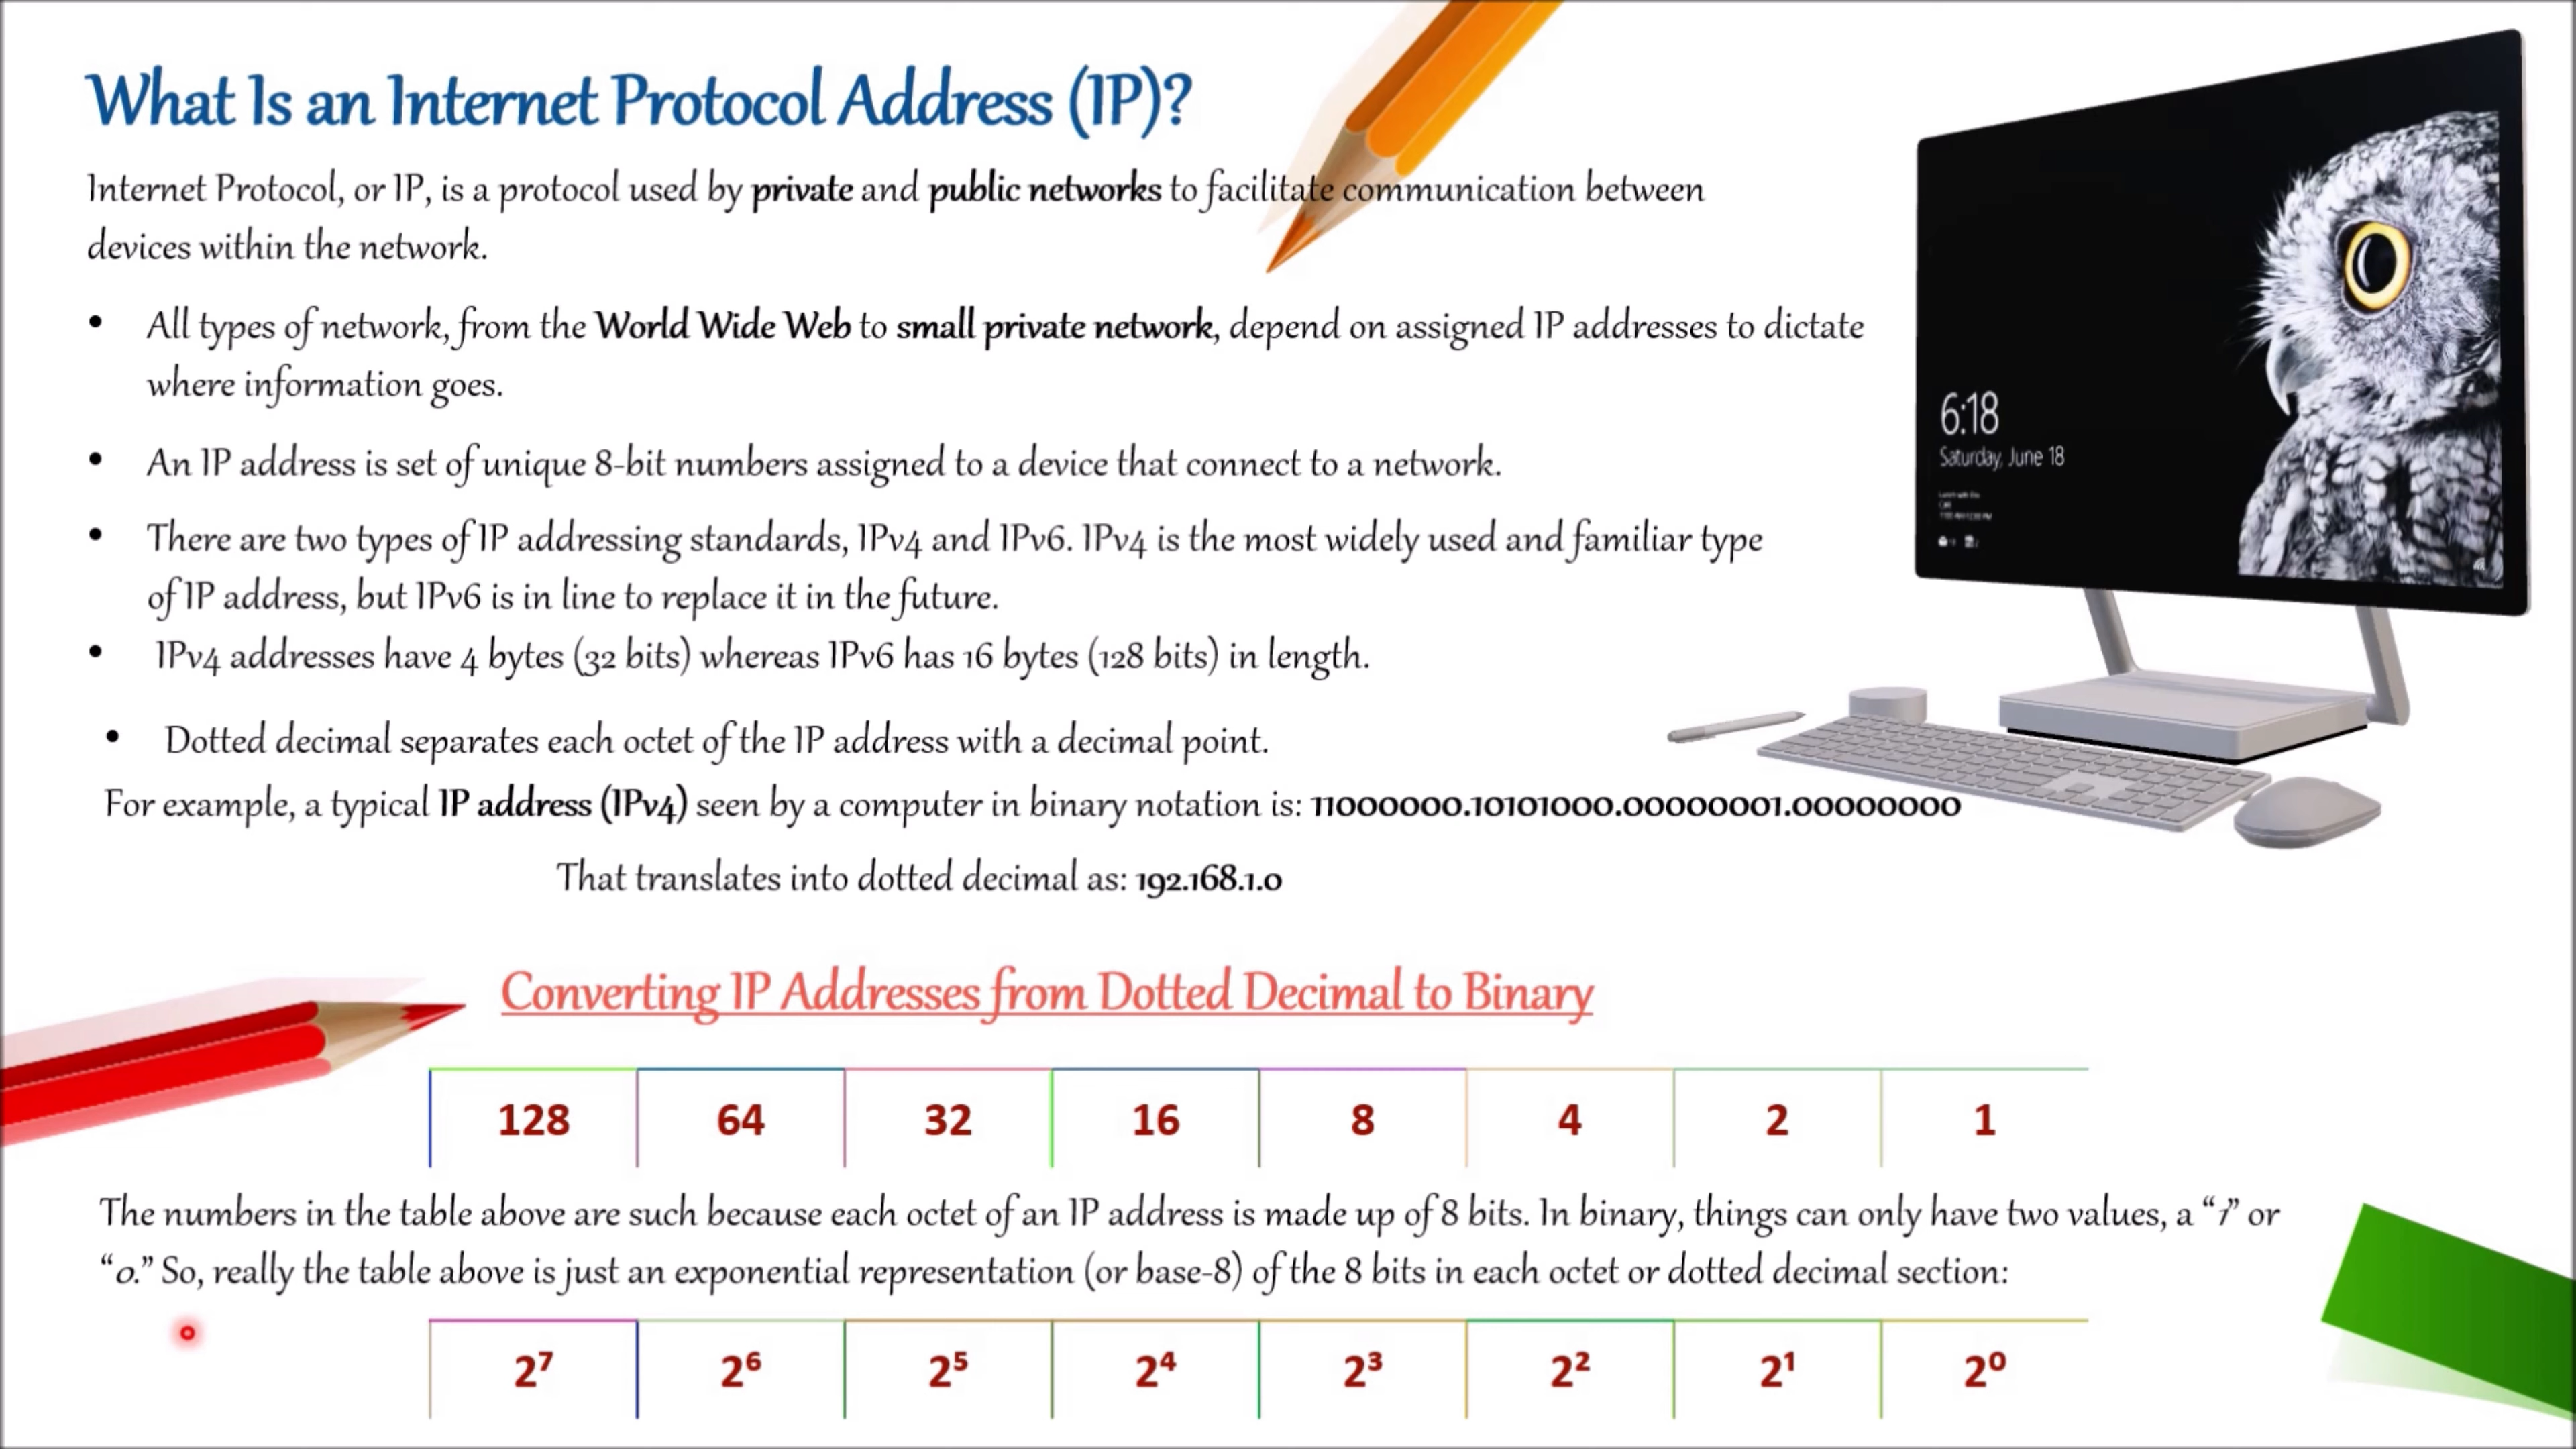 What Is an Internet Protocol Address (IP)?
Internet Protocol, or IP, is a protocol used by private and public networks to facilitate communication between
devices within the network.
• All types of network, from the World Wide Web to small private network, depend on assigned IP addresses to dictate
where information goes.
• An IP address is set of unique 8-bit numbers assigned to a device that connect to a network.
• There are two types of IP addressing standards, IPv4 and IPv6. IPv4 is the most widely used and familiar type
of IP address, but IPv6 is in line to replace it in the future.
• IPv4 addresses have 4 bytes (32 bits) whereas IPv6 has 16 bytes (128 bits) in length.
• Dotted decimal separates each octet of the IP address with a decimal point.
For example, a typical IP address (IPv4) seen by a computer in binary notation is: 11000000.10101000.00000001.00000000
That translates into dotted decimal as: 192.168.1.0
6:18
Saturday, June 18
Converting IP Addresses from Dotted Decimal to Binary
128 64 32 16 8 4 2 1
The numbers in the table above are such because each octet of an IP address is made up of 8 bits. In binary, things can only have two values, a “1” or
“0.” So, really the table above is just an exponential representation (or base-8) of the 8 bits in each octet or dotted decimal section:
2⁷ 2⁶ 2⁵ 2⁴ 2³ 2² 2¹ 2⁰